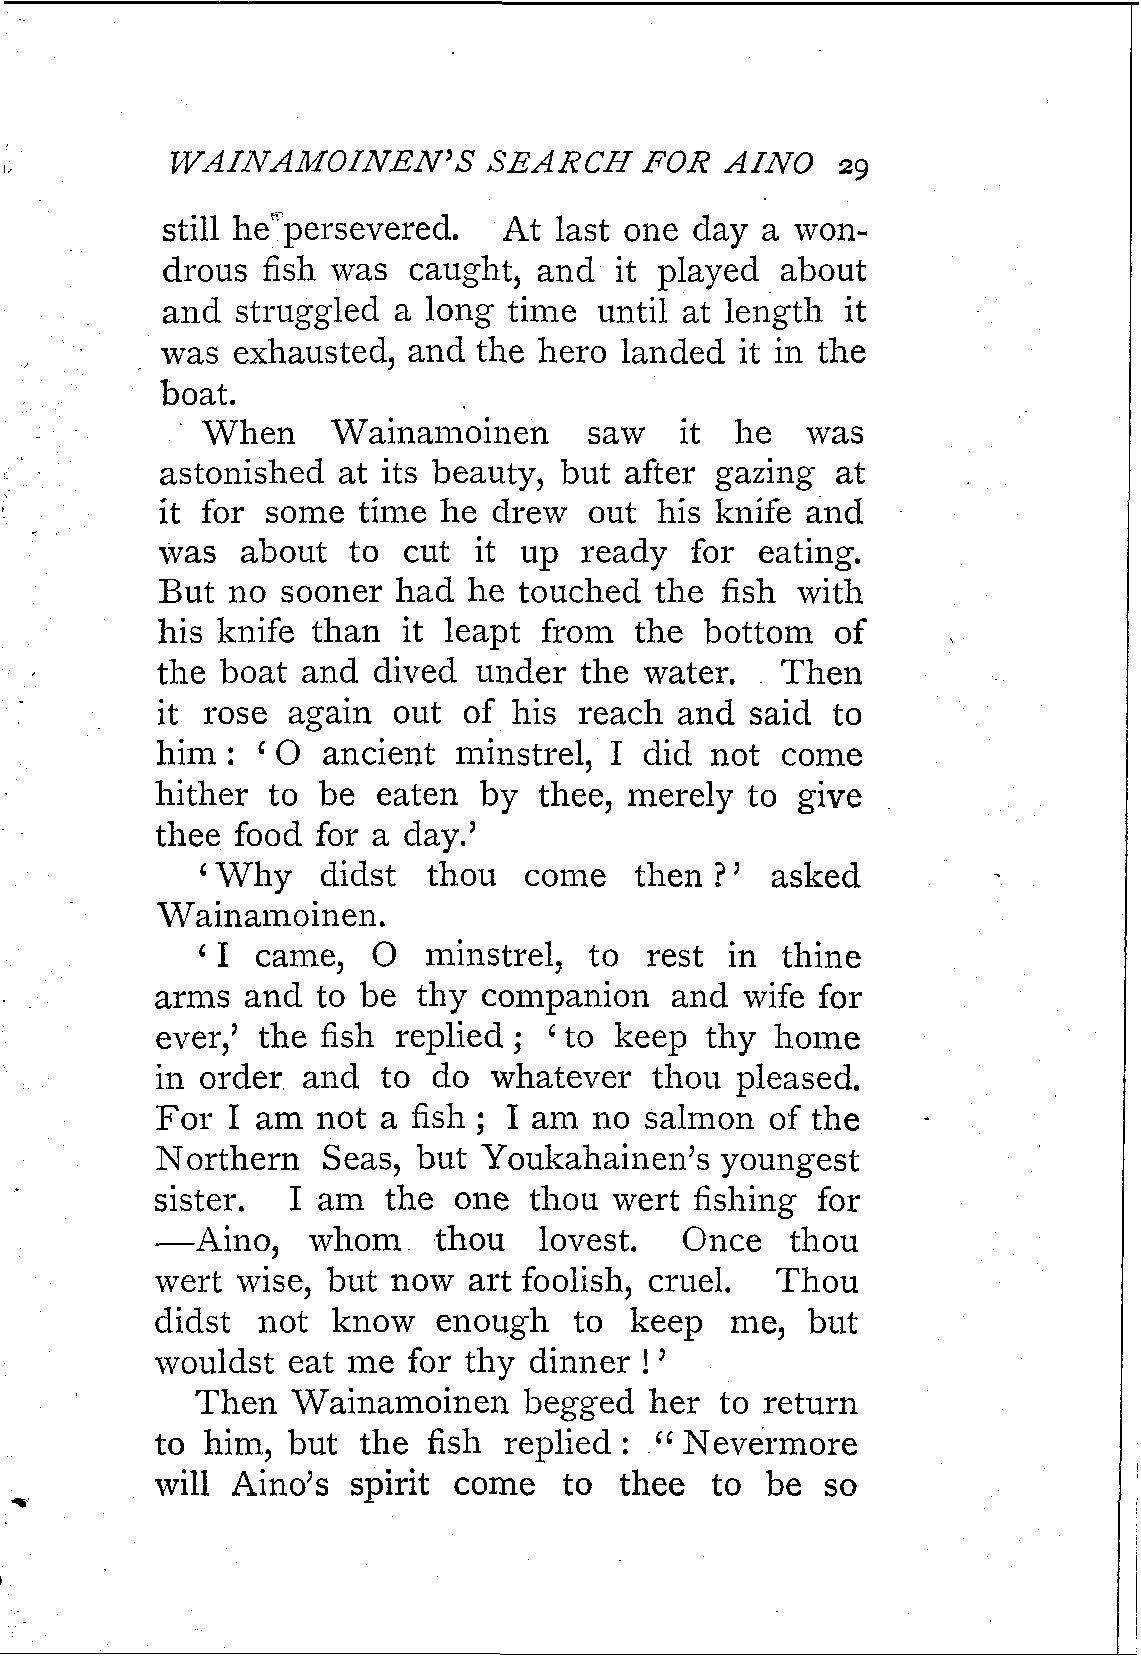 WAINAMOINEN'S SEARCH FOR AINO 29
still he persevered. At last one day a won-
drous fish was caught, and it played about
and struggled a long time until at length it
was exhausted, and the hero landed it in the
boat.
When Wainamoinen saw it he was
astonished at its beauty, but after gazing at
it for some time he drew out his knife and
was about to cut it up ready for eating.
But no sooner had he touched the fish with
his knife than it leapt from the bottom of
the boat and dived under the water. Then
it rose again out of his reach and said to
him : ‘ O ancient minstrel, I did not come
hither to be eaten by thee, merely to give
thee food for a day.’
‘ Why didst thou come then ? ’ asked
Wainamoinen.
‘ I came, O minstrel, to rest in thine
arms and to be thy companion and wife for
ever,’ the fish replied ; ‘ to keep thy home
in order and to do whatever thou pleased.
For I am not a fish ; I am no salmon of the
Northern Seas, but Youkahainen's youngest
sister. I am the one thou wert fishing for
—Aino, whom thou lovest. Once thou
wert wise, but now art foolish, cruel. Thou
didst not know enough to keep me, but
wouldst eat me for thy dinner ! ’
Then Wainamoinen begged her to return
to him, but the fish replied : “ Nevermore
will Aino's spirit come to thee to be so